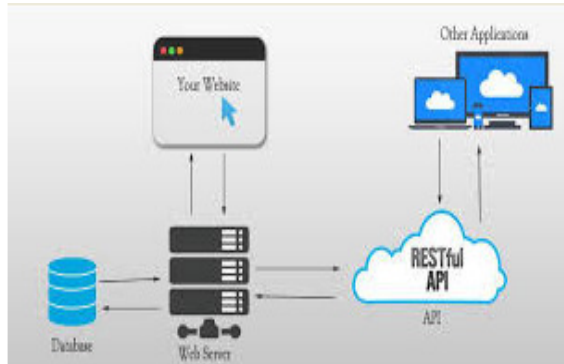 Other Applications
Your Website
RESTful
API
API
Database
Web Server